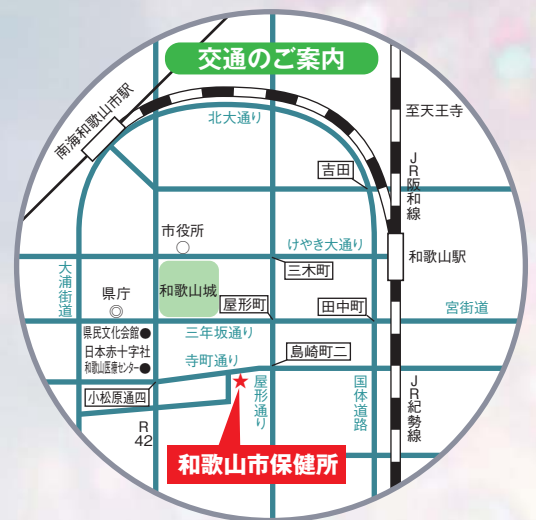 交通のご案内
南海和歌山市駅
至天王寺
北大通り
吉田
JR阪和線
市役所
けやき大通り
和歌山駅
三木町
大浦街道
県庁
和歌山城
屋形町
田中町
宮街道
県民文化会館
三年坂通り
日本赤十字社
和歌山医療センター
寺町通り
島崎町二
小松原通四
屋形通り
国体道路
JR紀勢線
R
42
和歌山市保健所